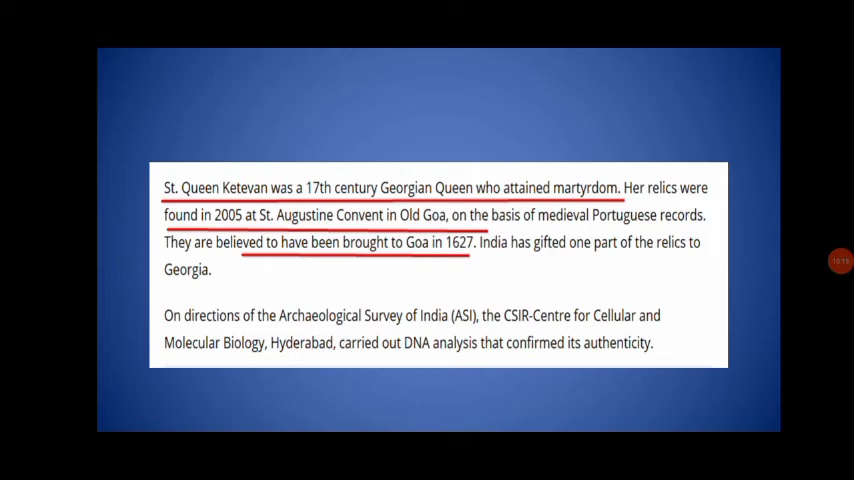 St. Queen Ketevan was a 17th century Georgian Queen who attained martyrdom. Her relics were
found in 2005 at St. Augustine Convent in Old Goa, on the basis of medieval Portuguese records.
They are believed to have been brought to Goa in 1627. India has gifted one part of the relics to
Georgia.
On directions of the Archaeological Survey of India (ASI), the CSIR-Centre for Cellular and
Molecular Biology, Hyderabad, carried out DNA analysis that confirmed its authenticity.